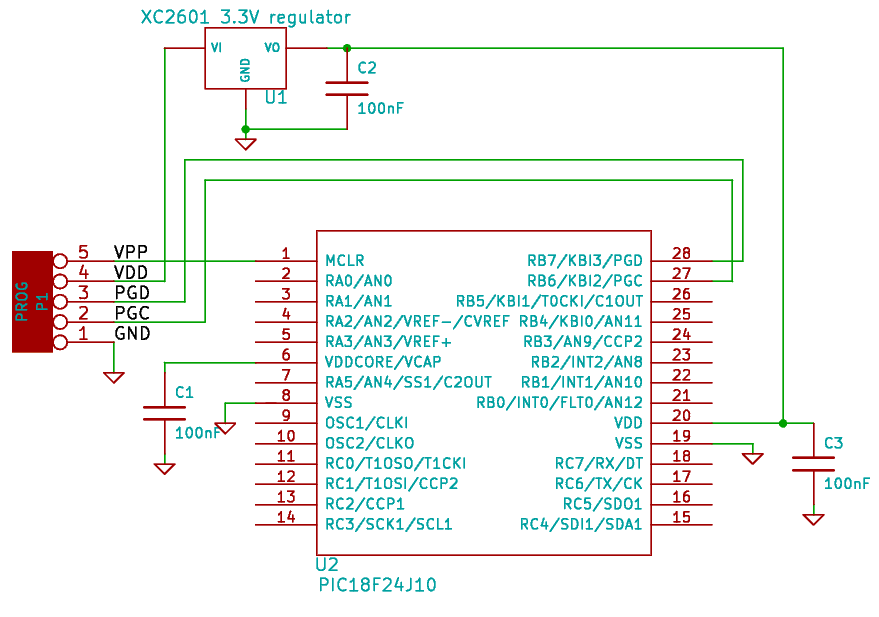 XC2601 3.3V regulator
VI VO
GND
U1
C2
100nF
PROG
P1
5 VPP
4 VDD
3 PGD
2 PGC
1 GND
1 MCLR RB7/KBI3/PGD 28
2 RA0/AN0 RB6/KBI2/PGC 27
3 RA1/AN1 RB5/KBI1/T0CKI/C1OUT 26
4 RA2/AN2/VREF-/CVREF RB4/KBI0/AN11 25
5 RA3/AN3/VREF+ RB3/AN9/CCP2 24
6 VDDCORE/VCAP RB2/INT2/AN8 23
7 RA5/AN4/SS1/C2OUT RB1/INT1/AN10 22
8 VSS RB0/INT0/FLT0/AN12 21
9 OSC1/CLKI VDD 20
10 OSC2/CLKO VSS 19
11 RC0/T1OSO/T1CKI RC7/RX/DT 18
12 RC1/T1OSI/CCP2 RC6/TX/CK 17
13 RC2/CCP1 RC5/SDO1 16
14 RC3/SCK1/SCL1 RC4/SDI1/SDA1 15
C1
100nF
C3
100nF
U2
PIC18F24J10